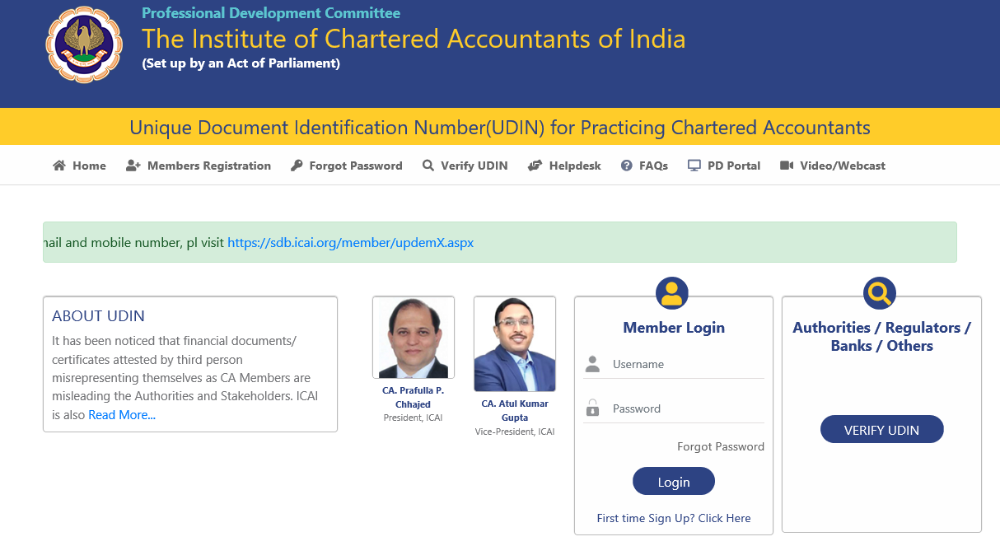 Professional Development Committee
The Institute of Chartered Accountants of India
(Set up by an Act of Parliament)
Unique Document Identification Number(UDIN) for Practicing Chartered Accountants
Home Members Registration Forgot Password Verify UDIN Helpdesk FAQs PD Portal Video/Webcast
and mobile number, pl visit https://sdb.icai.org/member/updemX.aspx
ABOUT UDIN
It has been noticed that financial documents/
certificates attested by third person
misrepresenting themselves as CA Members are
misleading the Authorities and Stakeholders. ICAI
is also Read More...
CA. Prafulla P.
Chhajed
President, ICAI
CA. Atul Kumar
Gupta
Vice-President, ICAI
Member Login
Username
Password
Forgot Password
Login
First time Sign Up? Click Here
Authorities / Regulators /
Banks / Others
VERIFY UDIN